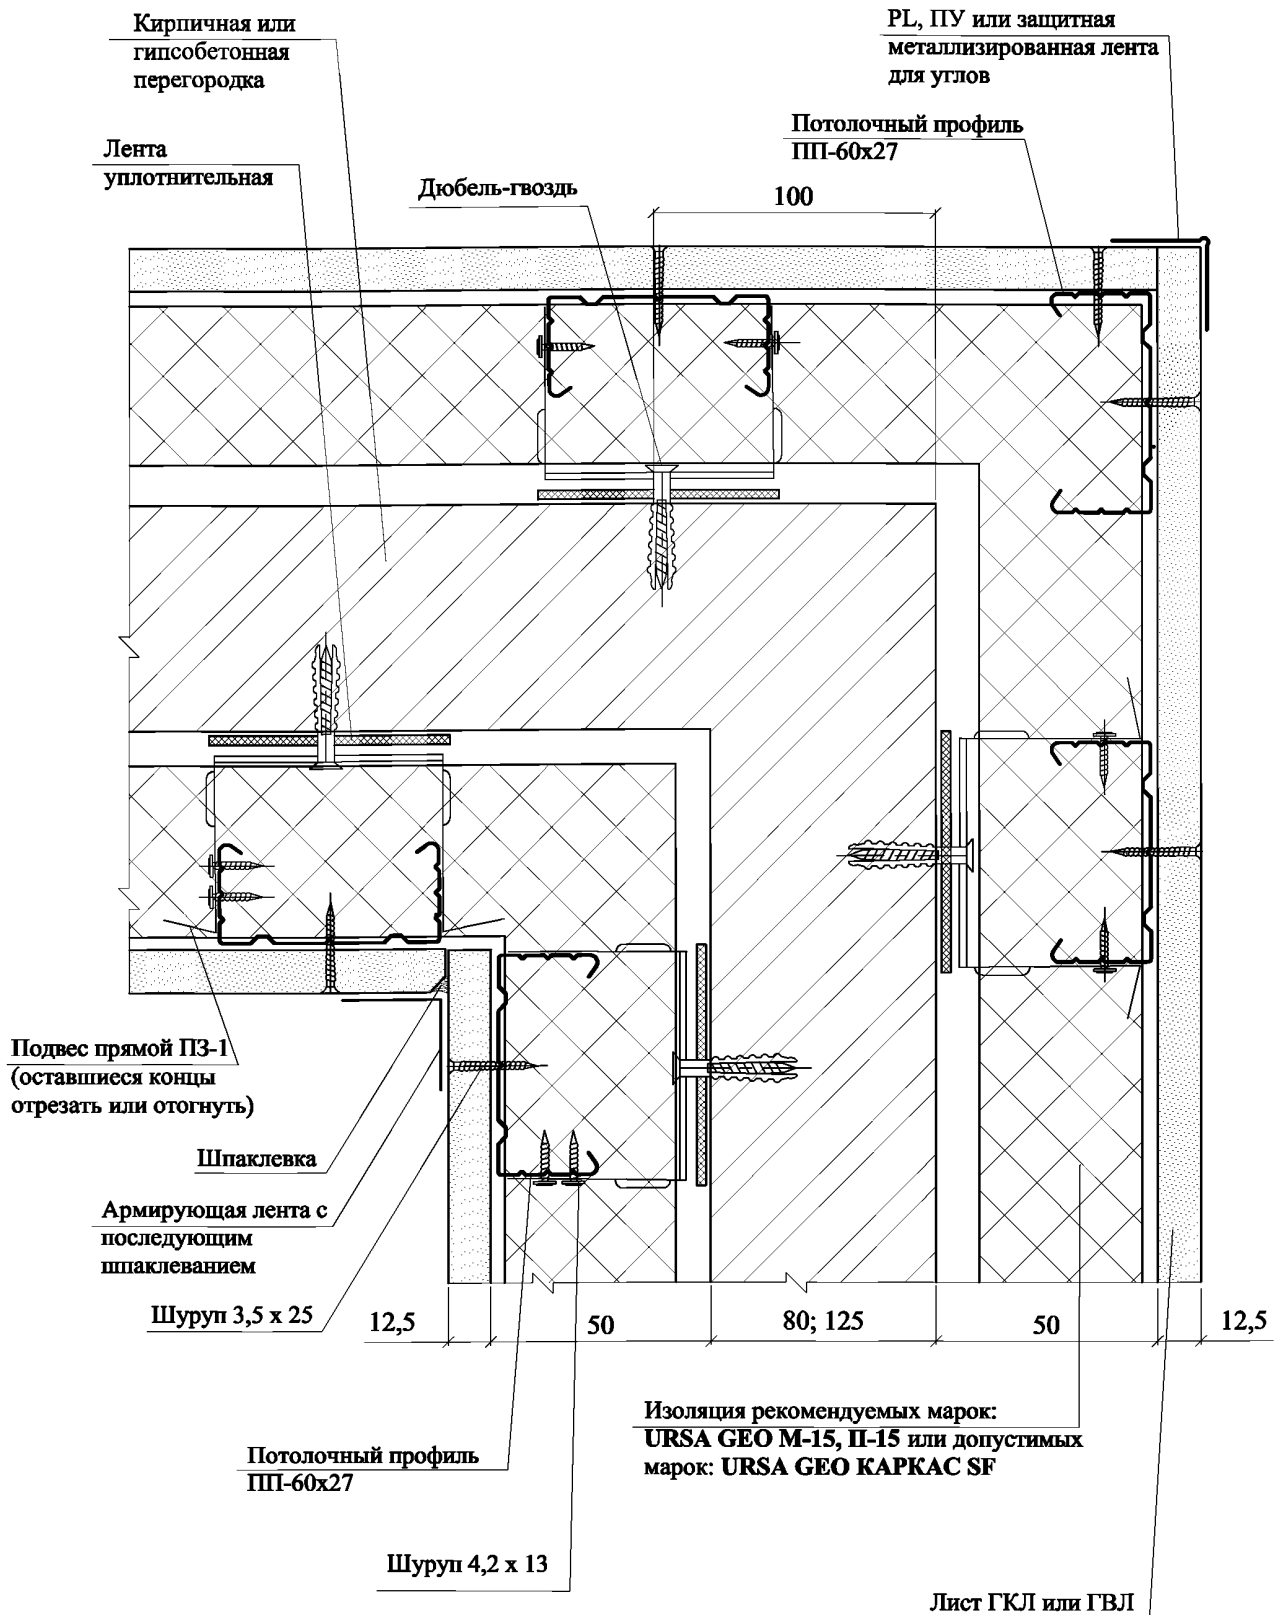 Кирпичная или
гипсобетонная
перегородка
PL, ПУ или защитная
металлизированная лента
для углов
Потолочный профиль
ПП-60х27
Лента
уплотнительная
Дюбель-гвоздь
100
Подвес прямой ПЗ-1
(оставшиеся концы
отрезать или отогнуть)
Шпаклевка
Армирующая лента с
последующим
шпаклеванием
Шуруп 3,5 х 25
12,5
50
80; 125
50
12,5
Изоляция рекомендуемых марок:
URSA GEO М-15, П-15 или допустимых
марок: URSA GEO КАРКАС SF
Потолочный профиль
ПП-60х27
Шуруп 4,2 х 13
Лист ГКЛ или ГВЛ